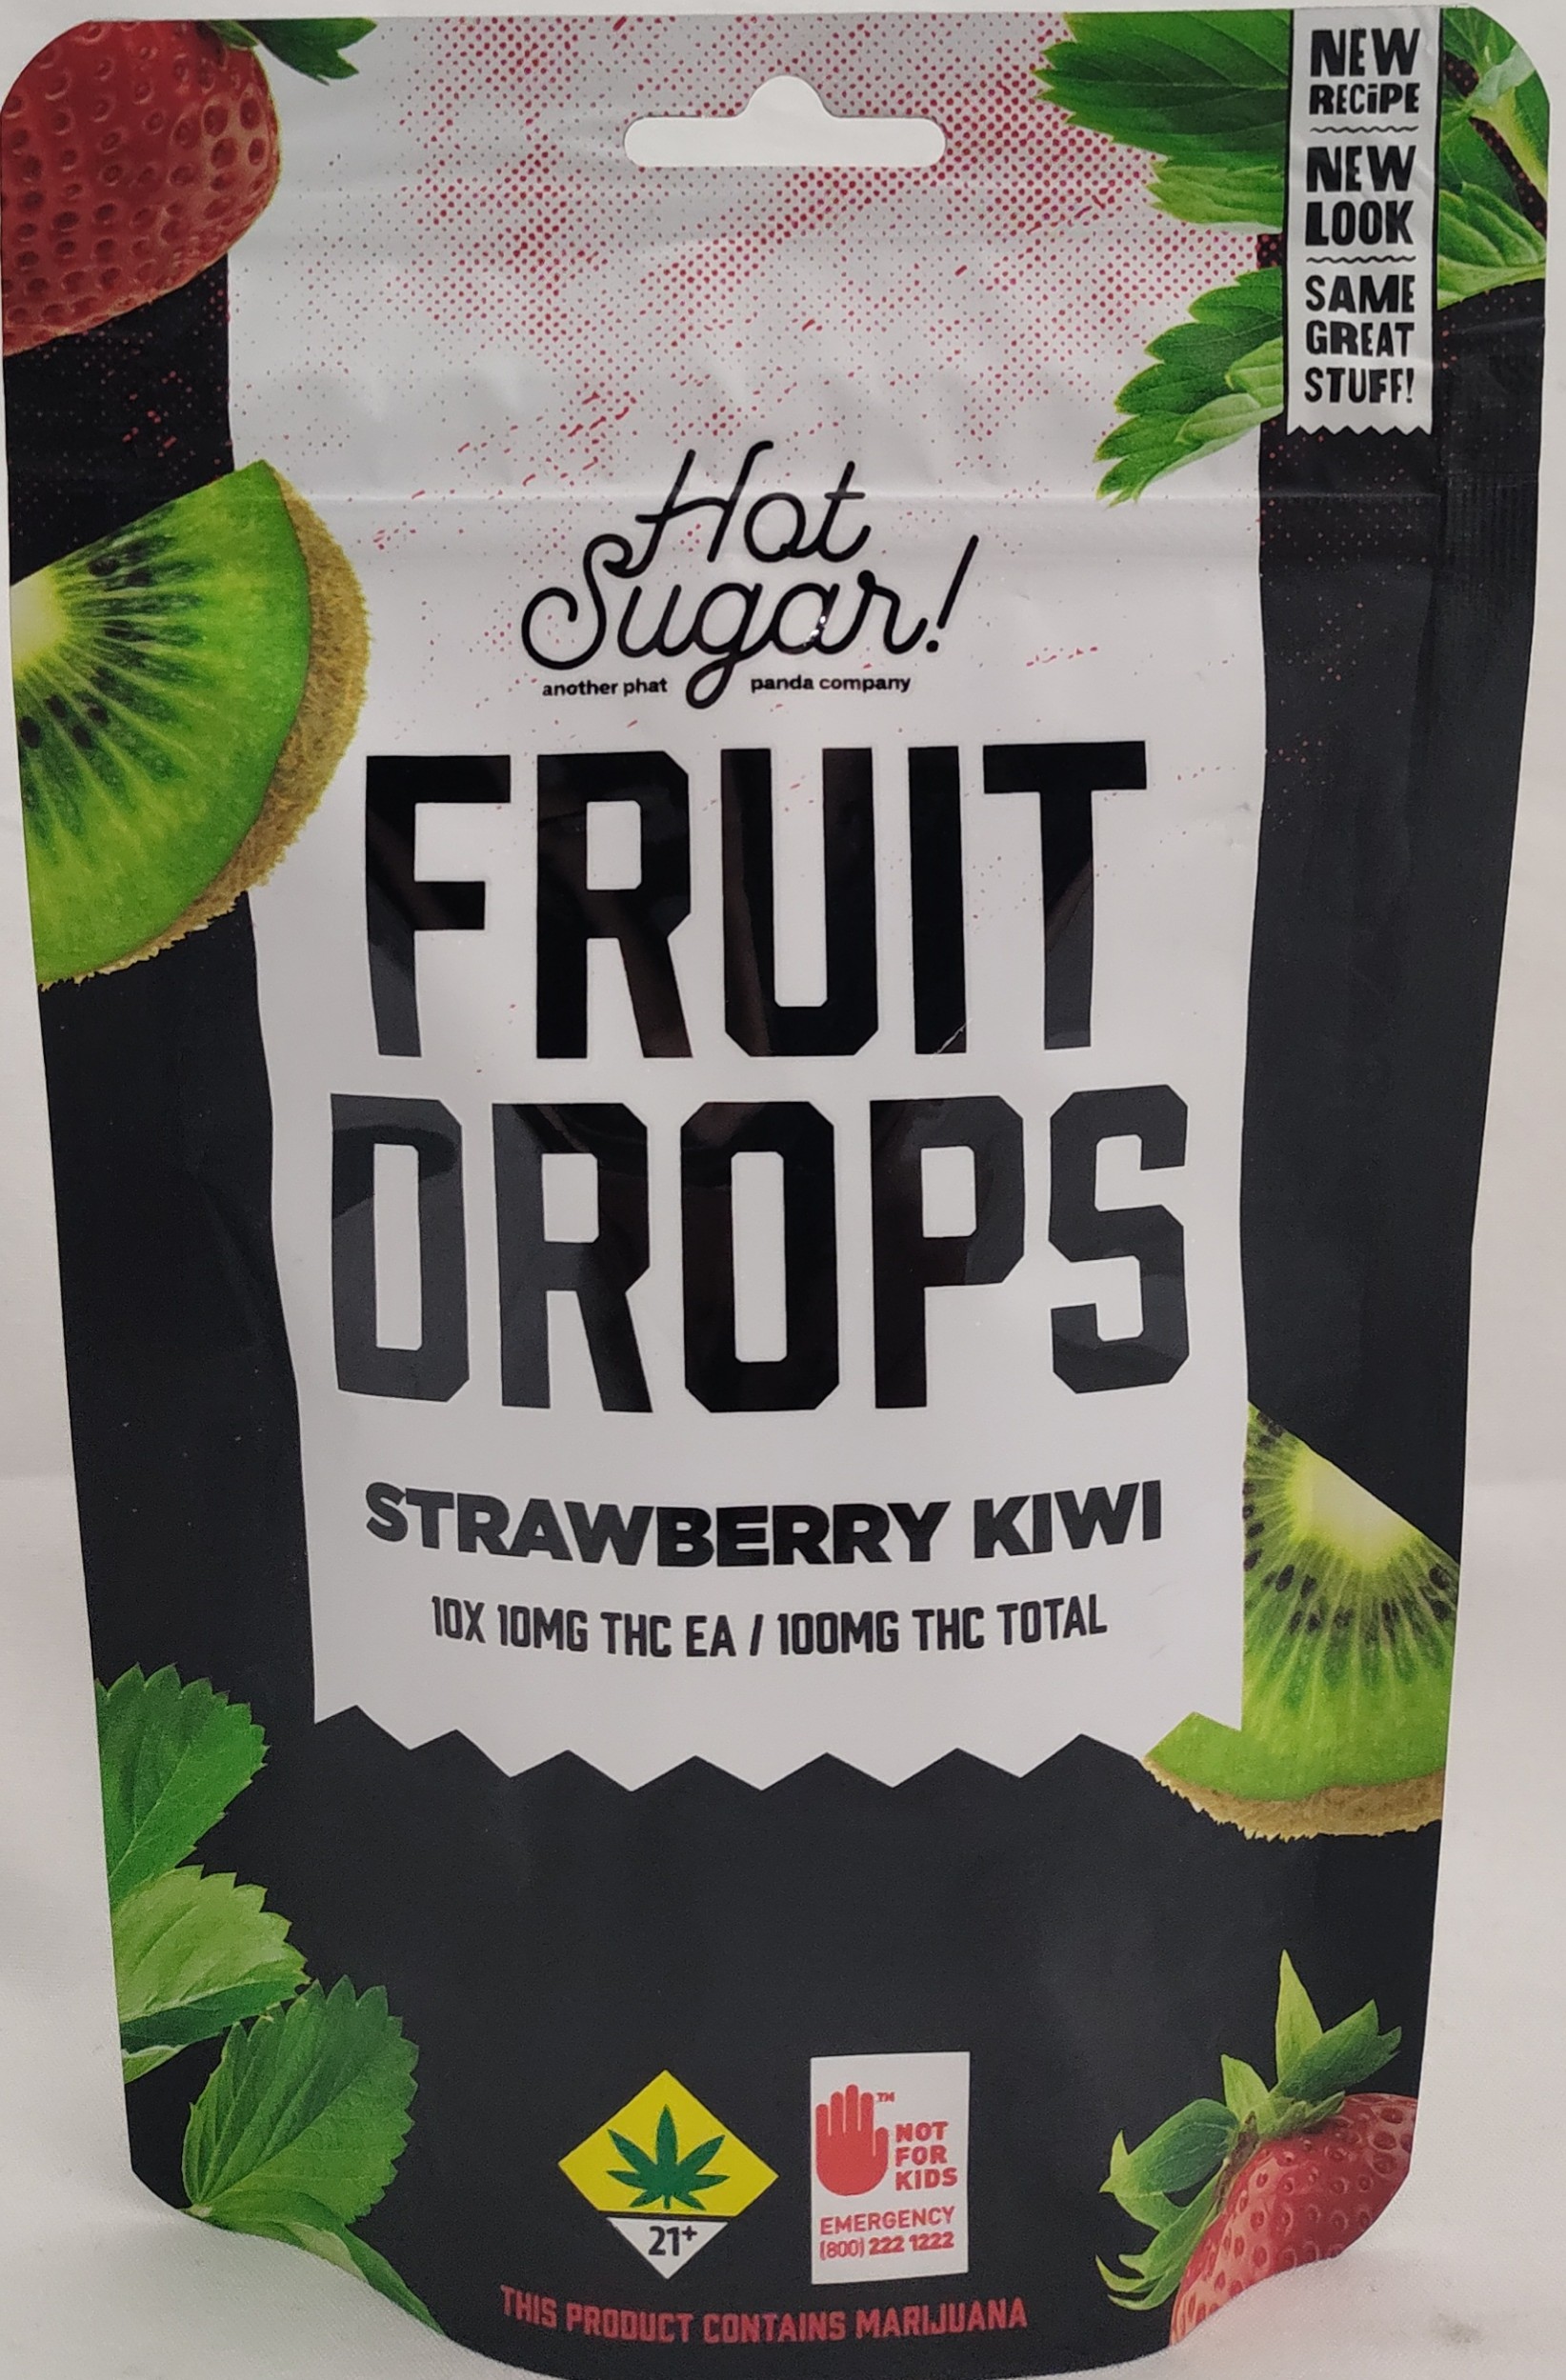 NEW
RECIPE
NEW
LOOK
SAME
GREAT
STUFF!
Hot
Sugar!
another phat panda company
FRUIT
DROPS
STRAWBERRY KIWI
10X 10MG THC EA / 100MG THC TOTAL
21+
™
NOT
FOR
KIDS
EMERGENCY
(800) 222 1222
THIS PRODUCT CONTAINS MARIJUANA